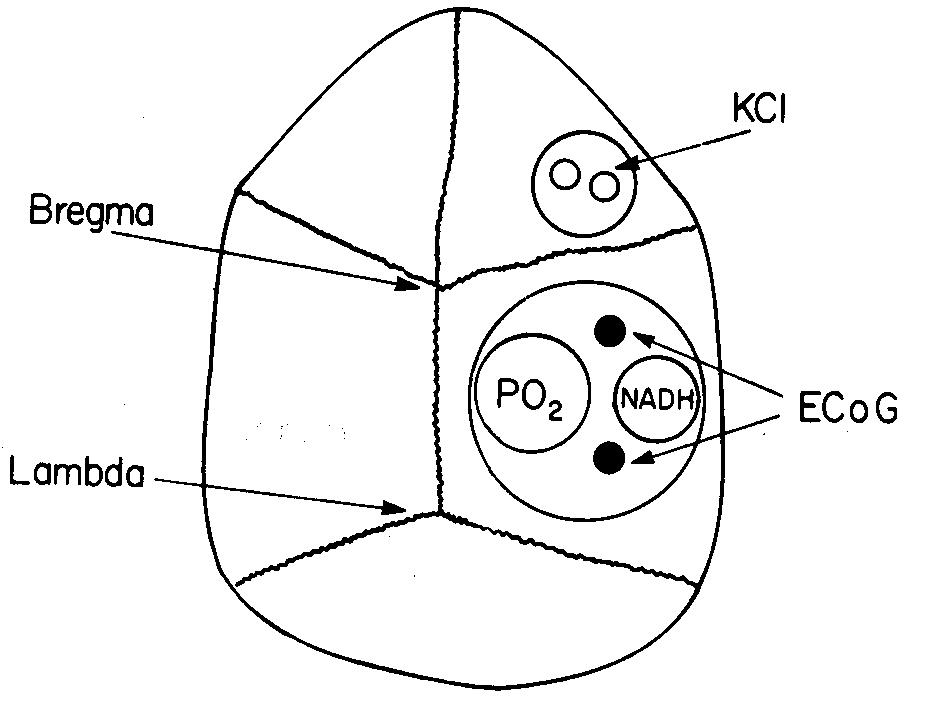 KCl
Bregma
PO2
NADH
ECoG
Lambda